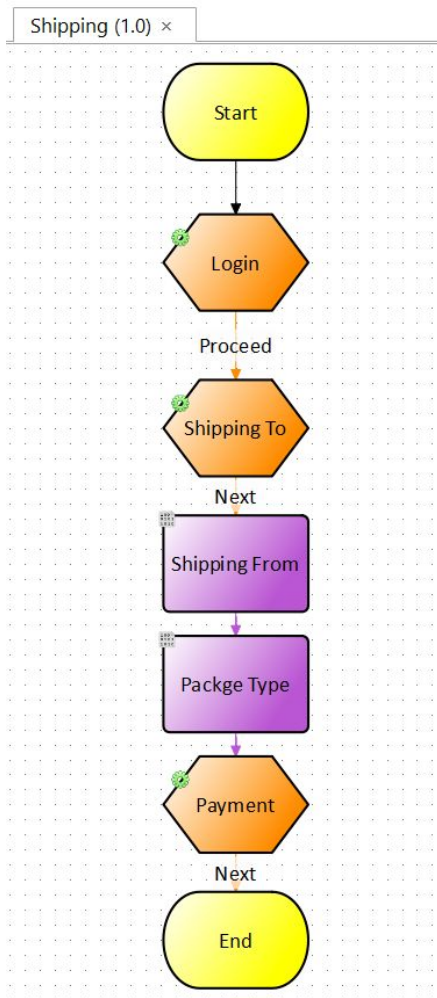 Shipping (1.0) ×
Start
Login
Proceed
Shipping To
Next
Shipping From
Packge Type
Payment
Next
End